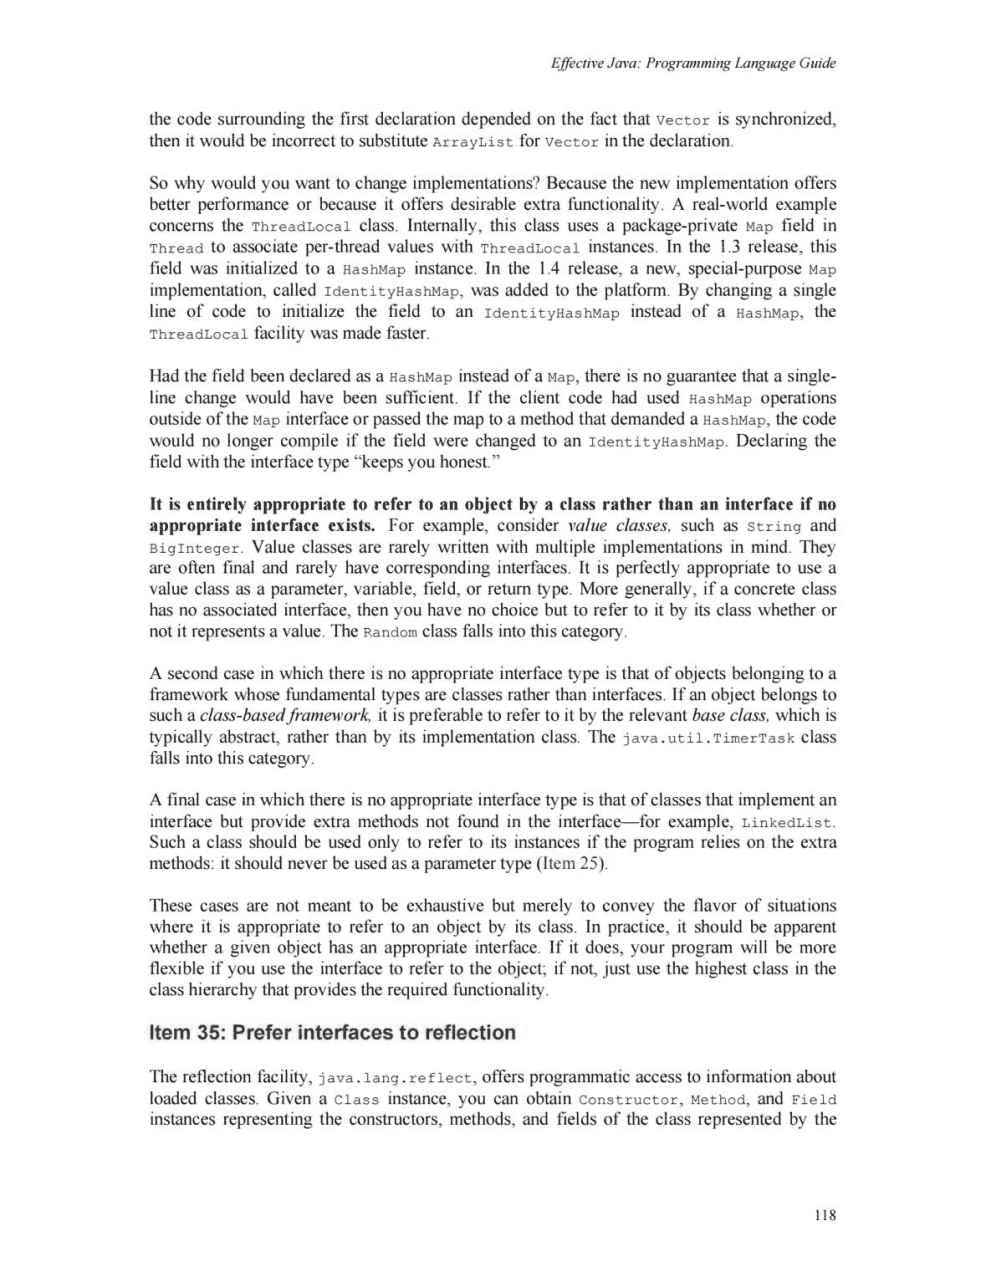 Effective Java: Programming Language Guide
the code surrounding the first declaration depended on the fact that Vector is synchronized,
then it would be incorrect to substitute ArrayList for Vector in the declaration.
So why would you want to change implementations? Because the new implementation offers
better performance or because it offers desirable extra functionality. A real-world example
concerns the ThreadLocal class. Internally, this class uses a package-private Map field in
Thread to associate per-thread values with ThreadLocal instances. In the 1.3 release, this
field was initialized to a HashMap instance. In the 1.4 release, a new, special-purpose Map
implementation, called IdentityHashMap, was added to the platform. By changing a single
line of code to initialize the field to an IdentityHashMap instead of a HashMap, the
ThreadLocal facility was made faster.
Had the field been declared as a HashMap instead of a Map, there is no guarantee that a single-
line change would have been sufficient. If the client code had used HashMap operations
outside of the Map interface or passed the map to a method that demanded a HashMap, the code
would no longer compile if the field were changed to an IdentityHashMap. Declaring the
field with the interface type “keeps you honest.”
It is entirely appropriate to refer to an object by a class rather than an interface if no
appropriate interface exists. For example, consider value classes, such as String and
BigInteger. Value classes are rarely written with multiple implementations in mind. They
are often final and rarely have corresponding interfaces. It is perfectly appropriate to use a
value class as a parameter, variable, field, or return type. More generally, if a concrete class
has no associated interface, then you have no choice but to refer to it by its class whether or
not it represents a value. The Random class falls into this category.
A second case in which there is no appropriate interface type is that of objects belonging to a
framework whose fundamental types are classes rather than interfaces. If an object belongs to
such a class-based framework, it is preferable to refer to it by the relevant base class, which is
typically abstract, rather than by its implementation class. The java.util.TimerTask class
falls into this category.
A final case in which there is no appropriate interface type is that of classes that implement an
interface but provide extra methods not found in the interface—for example, LinkedList.
Such a class should be used only to refer to its instances if the program relies on the extra
methods: it should never be used as a parameter type (Item 25).
These cases are not meant to be exhaustive but merely to convey the flavor of situations
where it is appropriate to refer to an object by its class. In practice, it should be apparent
whether a given object has an appropriate interface. If it does, your program will be more
flexible if you use the interface to refer to the object; if not, just use the highest class in the
class hierarchy that provides the required functionality.
Item 35: Prefer interfaces to reflection
The reflection facility, java.lang.reflect, offers programmatic access to information about
loaded classes. Given a Class instance, you can obtain Constructor, Method, and Field
instances representing the constructors, methods, and fields of the class represented by the
118